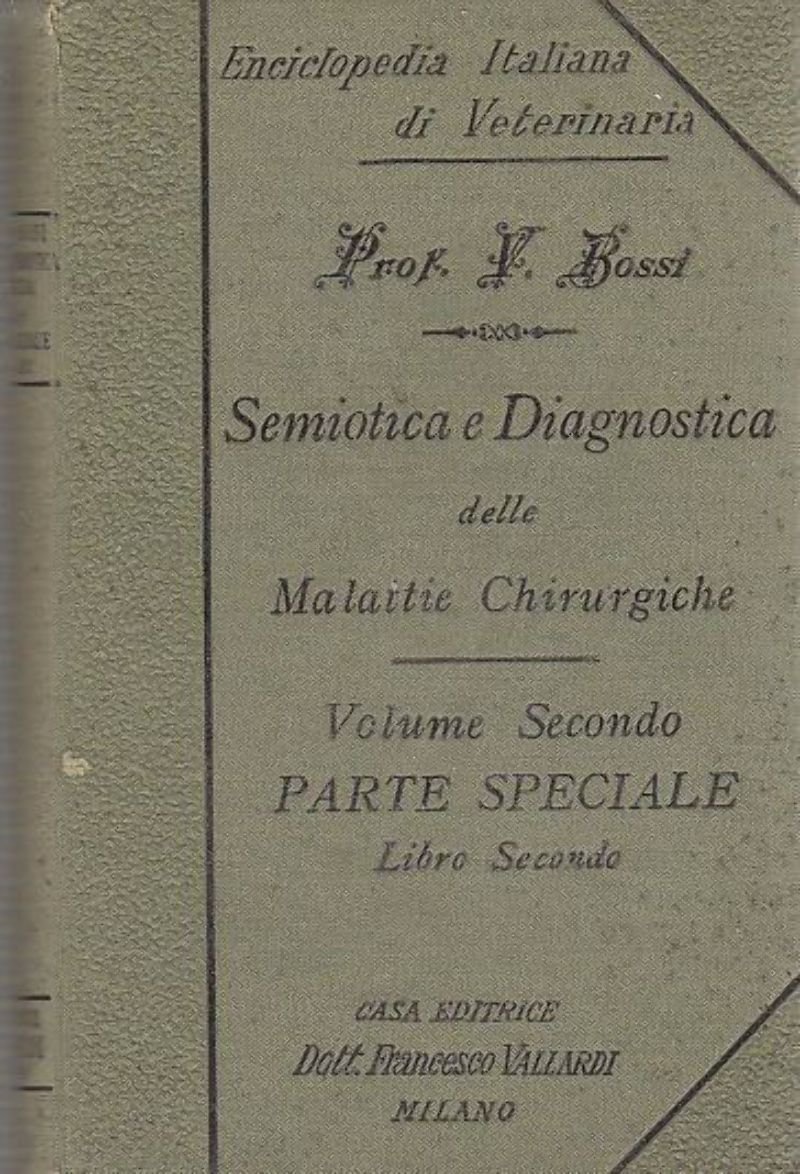 Enciclopedia Italiana
di Veterinaria
Prof. V. Bossi
Semiotica e Diagnostica
delle
Malattie Chirurgiche
Volume Secondo
PARTE SPECIALE
Libro Secondo
CASA EDITRICE
Dott. Francesco VALLARDI
MILANO